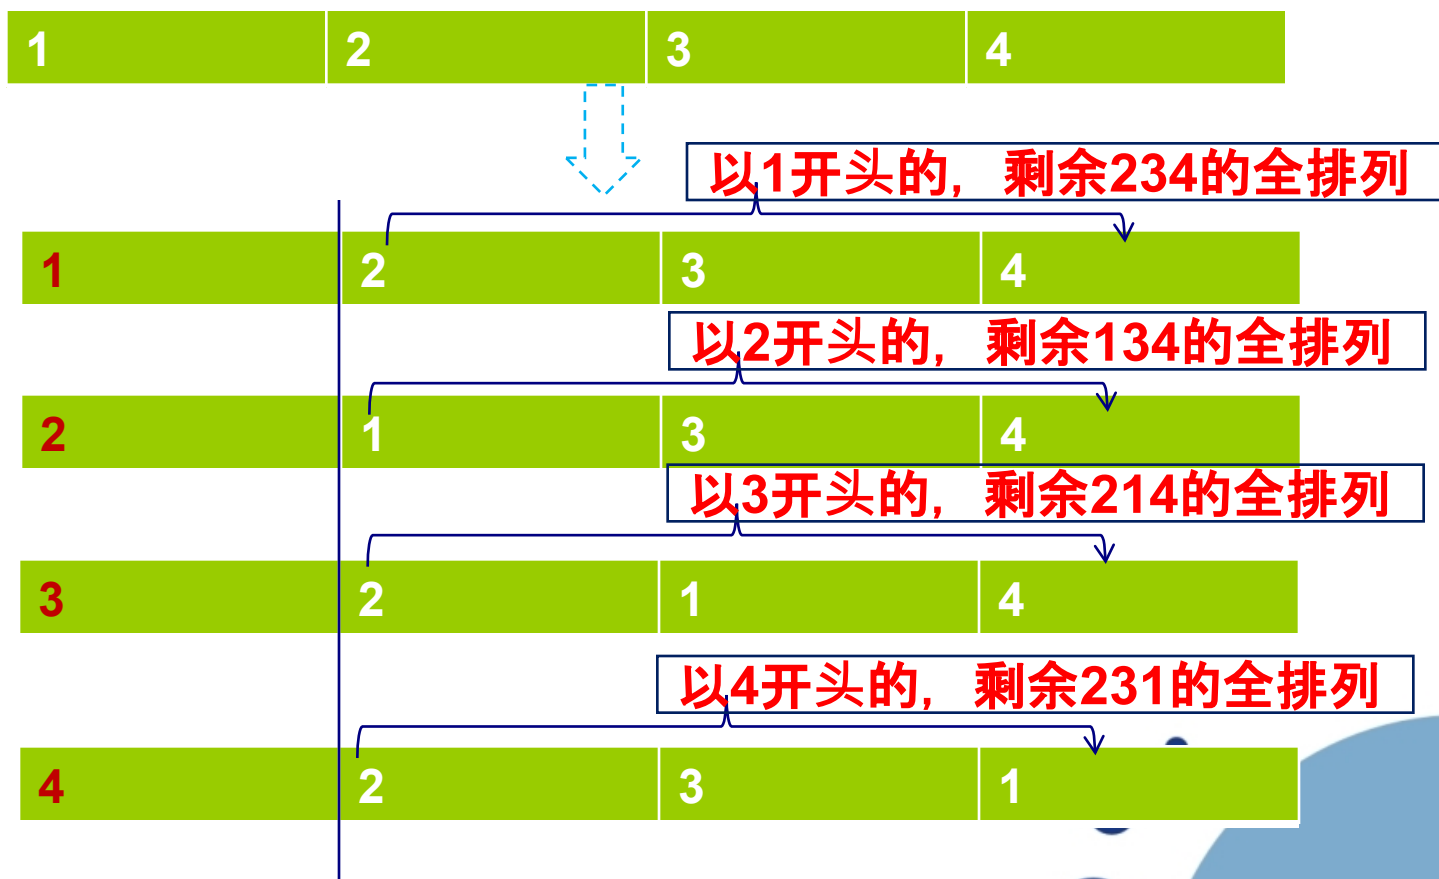 1 2 3 4
以1开头的，剩余234的全排列
1 2 3 4
以2开头的，剩余134的全排列
2 1 3 4
以3开头的，剩余214的全排列
3 2 1 4
以4开头的，剩余231的全排列
4 2 3 1